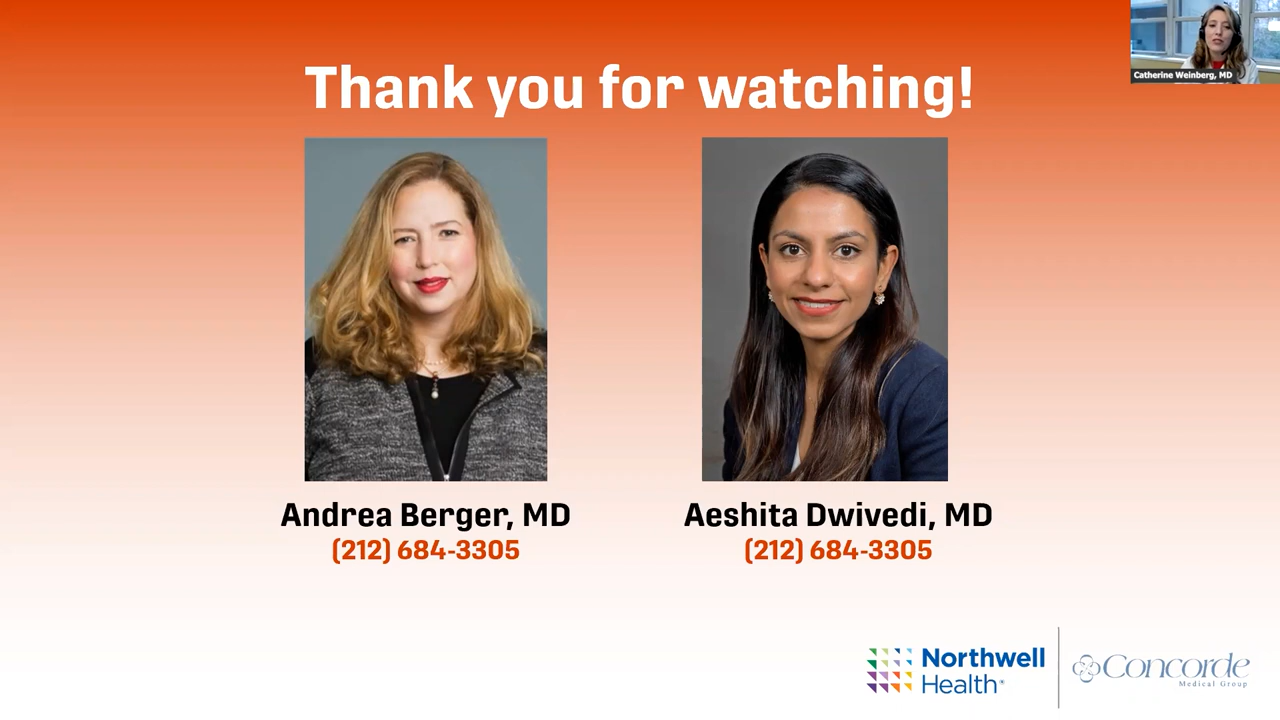 Thank you for watching!
Catherine Weinberg, MD
Andrea Berger, MD
(212) 684-3305
Aeshita Dwivedi, MD
(212) 684-3305
Northwell
Health
Concorde
Medical Group